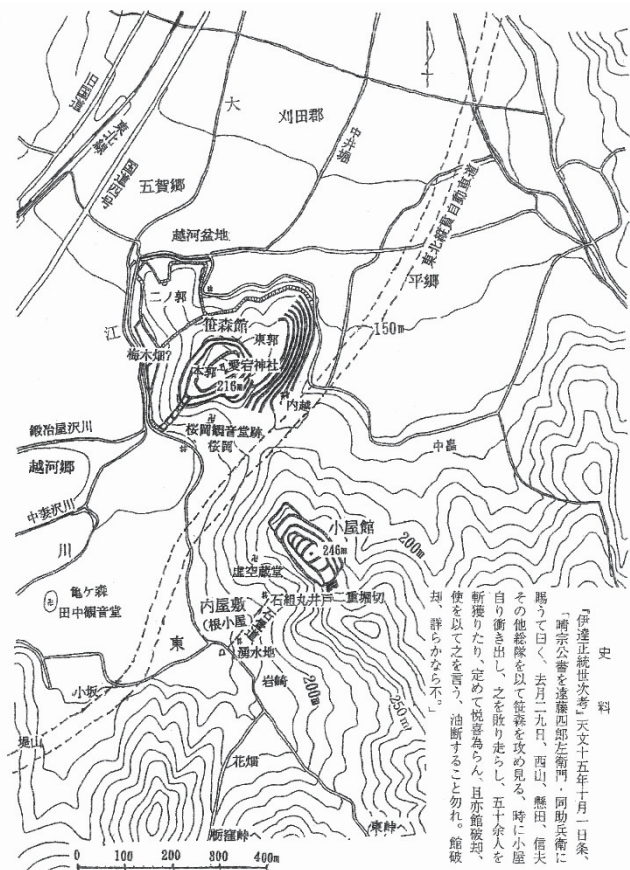 旧国道
東北線
国道四号
五賀郷
大
刈田郡
中井堀
東北縦貫自動車道
平郷
越河盆地
二ノ郭
江
笹森館
東郭
本郭
愛宕神社
216m
梅木畑?
150m
内越
桜岡観音堂跡
桜岡
鍛冶屋沢川
越河郷
中妻沢川
川
小屋館
246m
200m
虚空蔵堂
石組丸井戸
二重堀切
亀ケ森
田中観音堂
内屋敷
(根小屋)
湧水地
東
岩崎
小坂
堤山
200m
250m
花畑
東峠へ
0 100 200 300 400m
史料
『伊達正統世次考』天文十五年十月一日条、
「晴宗公書を遠藤四郎左衛門・同助兵衛に
賜うて曰く、去月二九日、西山、懸田、信夫
その他総隊を以て笹森を攻め見る、時に小屋
自り衝き出し、之を敗り走らし、五十余人を
斬獲りたり、定めて悦喜為らん、且亦館破却、
使を以て之を言う、油断すること勿れ。館破
却、詳らかなら不。」